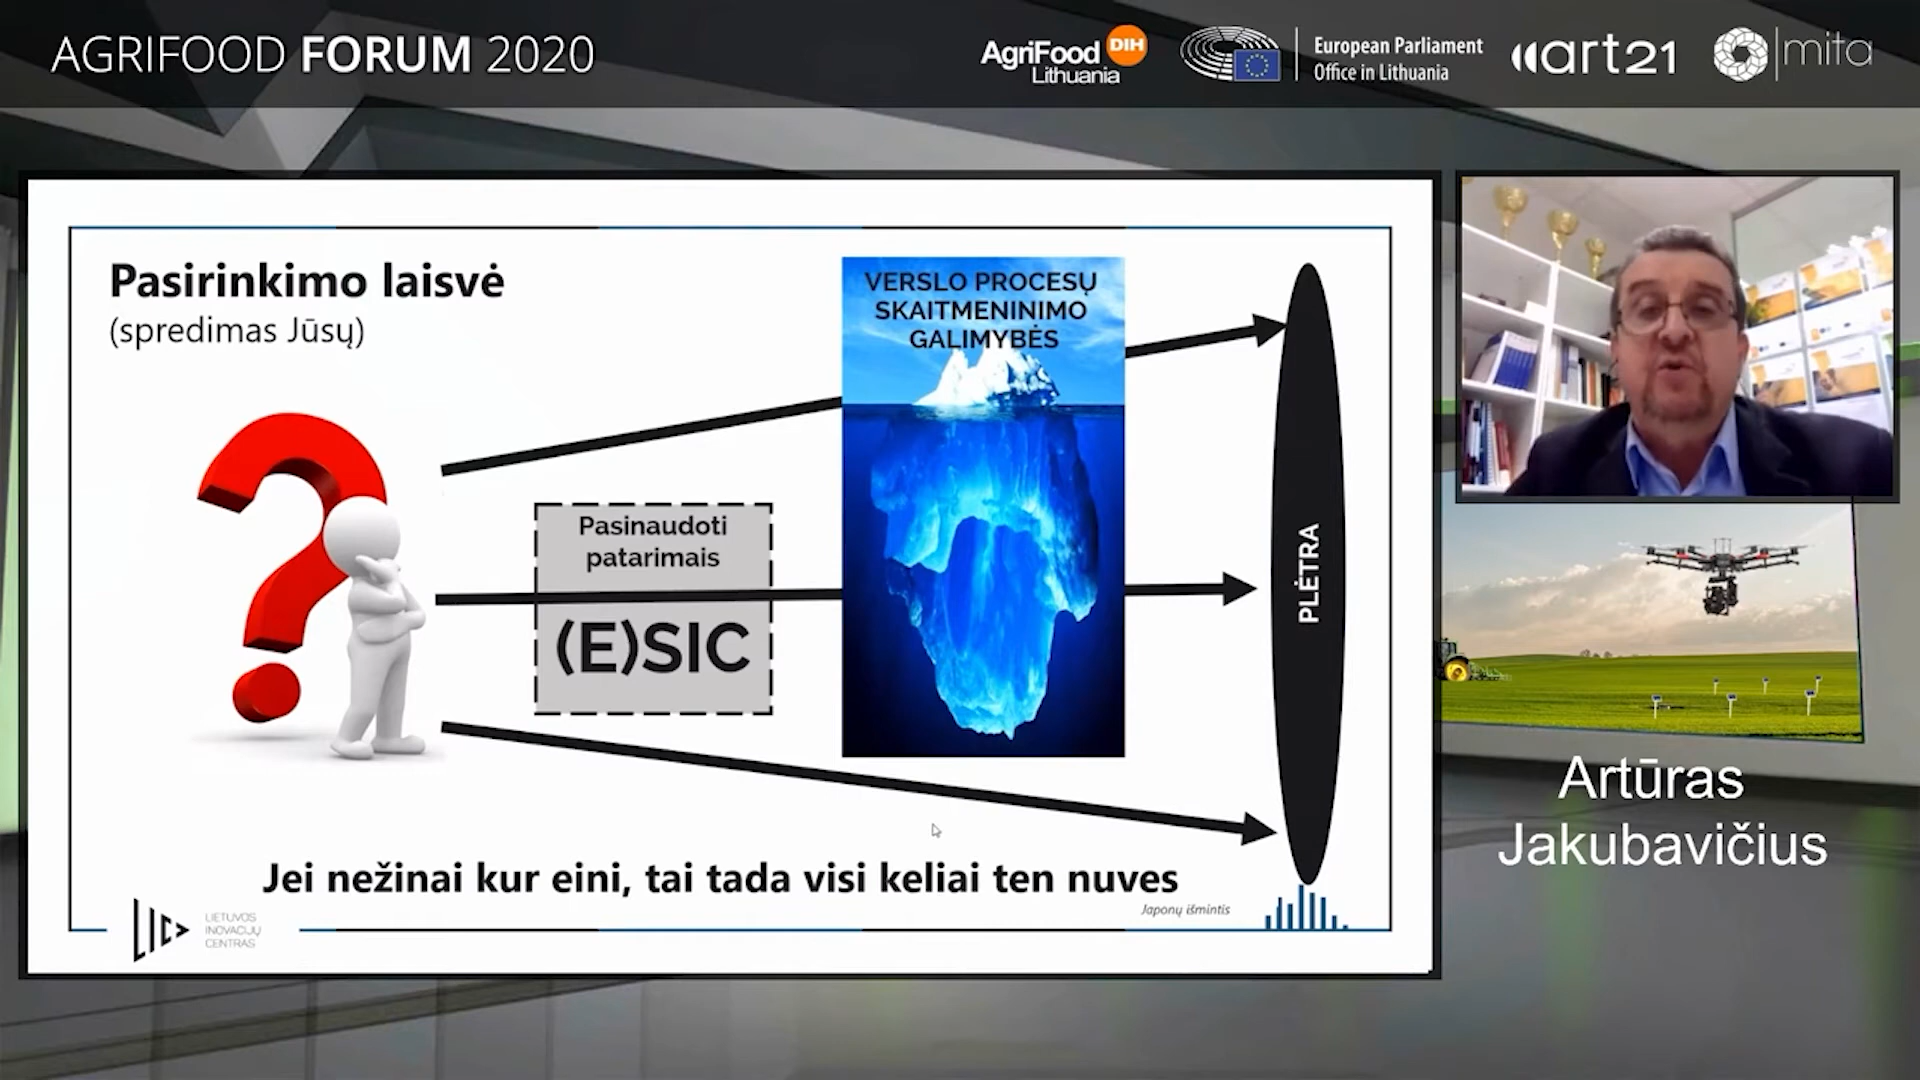 AGRIFOOD FORUM 2020
AgriFood DIH
Lithuania
European Parliament
Office in Lithuania
art21
mita
Pasirinkimo laisvė
(spredimas Jūsų)
VERSLO PROCESŲ
SKAITMENINIMO
GALIMYBĖS
Pasinaudoti
patarimais
(E)SIC
PLĖTRA
Jei nežinai kur eini, tai tada visi keliai ten nuves
Japonų išmintis
LIC
LIETUVOS
INOVACIJŲ
CENTRAS
Artūras
Jakubavičius